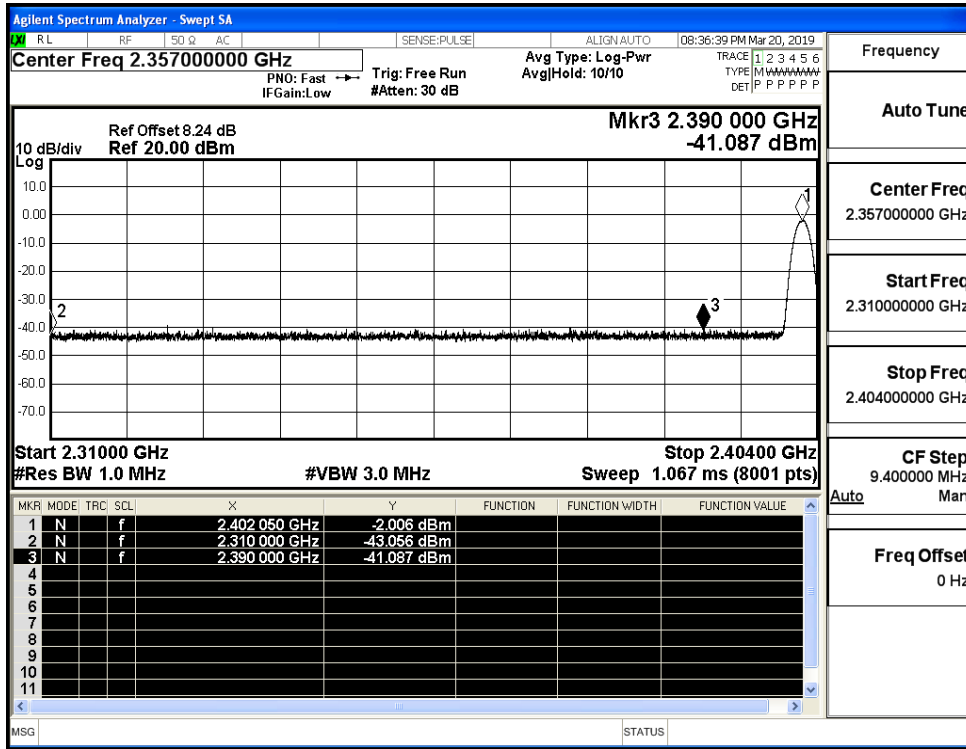 Agilent Spectrum Analyzer - Swept SA
LXI RL RF 50 Ω AC SENSE:PULSE ALIGN AUTO 08:36:39 PM Mar 20, 2019
Center Freq 2.357000000 GHz
PNO: Fast
IFGain:Low
Trig: Free Run
#Atten: 30 dB
Avg Type: Log-Pwr
Avg|Hold: 10/10
TRACE 1 2 3 4 5 6
TYPE M W W W W W
DET P P P P P P
Frequency
Auto Tune
Center Freq
2.357000000 GHz
Start Freq
2.310000000 GHz
Stop Freq
2.404000000 GHz
CF Step
9.400000 MHz
Auto Man
Freq Offset
0 Hz
Mkr3 2.390 000 GHz
-41.087 dBm
Ref Offset 8.24 dB
10 dB/div Ref 20.00 dBm
Log
10.0
0.00
-10.0
-20.0
-30.0
-40.0
-50.0
-60.0
-70.0
1
2
3
Start 2.31000 GHz Stop 2.40400 GHz
#Res BW 1.0 MHz #VBW 3.0 MHz Sweep 1.067 ms (8001 pts)
MKR MODE TRC SCL X Y FUNCTION FUNCTION WIDTH FUNCTION VALUE
1 N f 2.402 050 GHz -2.006 dBm
2 N f 2.310 000 GHz -43.056 dBm
3 N f 2.390 000 GHz -41.087 dBm
4
5
6
7
8
9
10
11
MSG STATUS